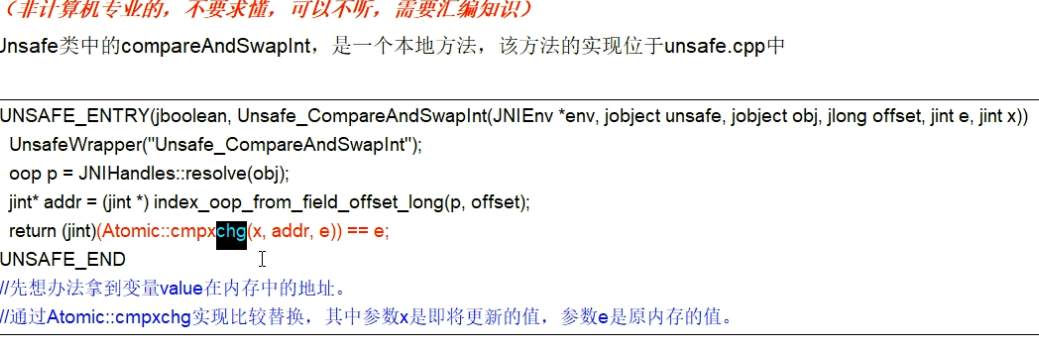 （非计算机专业的，不要求懂，可以不听，需要汇编知识）
Unsafe类中的compareAndSwapInt，是一个本地方法，该方法的实现位于unsafe.cpp中
UNSAFE_ENTRY(jboolean, Unsafe_CompareAndSwapInt(JNIEnv *env, jobject unsafe, jobject obj, jlong offset, jint e, jint x))
UnsafeWrapper("Unsafe_CompareAndSwapInt");
oop p = JNIHandles::resolve(obj);
jint* addr = (jint *) index_oop_from_field_offset_long(p, offset);
return (jint)(Atomic::cmpxchg(x, addr, e)) == e;
UNSAFE_END
//先想办法拿到变量value在内存中的地址。
//通过Atomic::cmpxchg实现比较替换，其中参数x是即将更新的值，参数e是原内存的值。